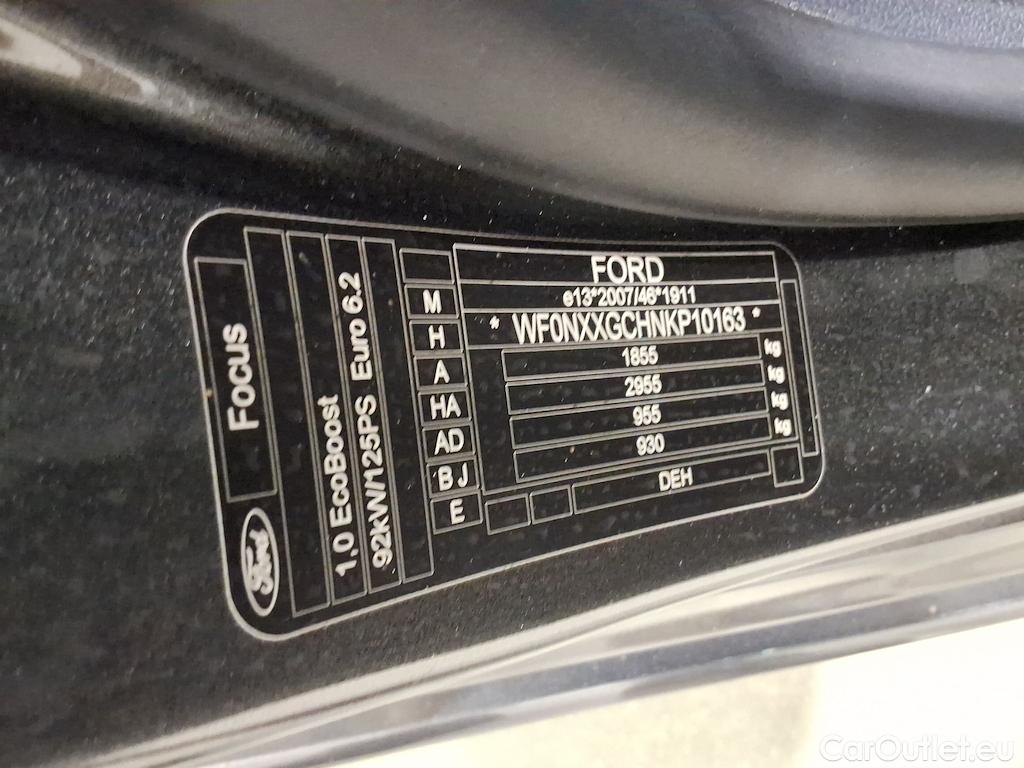 FORD
e13*2007/46*1911
* WF0NXXGCHNKP10163 *
1855 kg
2955 kg
955 kg
930 kg
DEH
M
H
A
HA
AD
B J
E
Focus
1.0 EcoBoost
92kW/125PS Euro 6.2
Ford
CarOutlet.eu